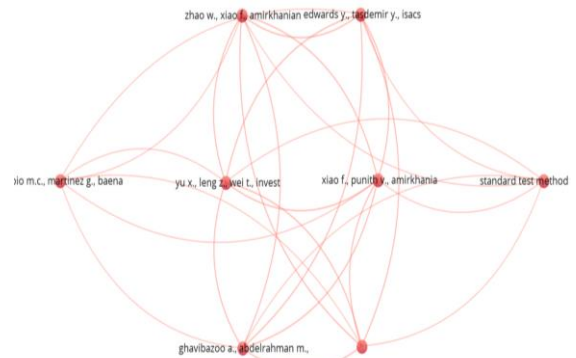 zhao w., xiao f., amirkhanian
edwards y., tasdemir y., isacs
bio m.c., martinez g., baena
yu x., leng z., wei t., invest
xiao f., punith v., amirkhania
standard test method
ghavibazoo a., abdelrahman m.,